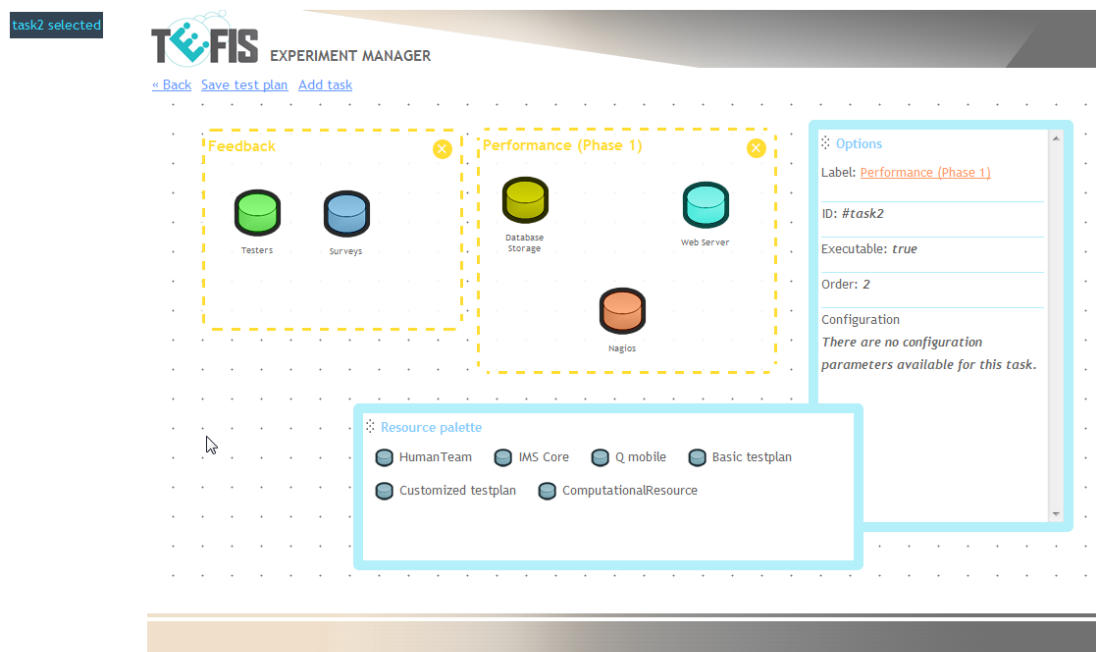 task2 selected
TEFIS EXPERIMENT MANAGER
« Back Save test plan Add task
Feedback
Testers
Surveys
Performance (Phase 1)
Database
Storage
Web Server
Nagios
Options
Label: Performance (Phase 1)
ID: #task2
Executable: true
Order: 2
Configuration
There are no configuration
parameters available for this task.
Resource palette
HumanTeam IMS Core Q mobile Basic testplan
Customized testplan ComputationalResource